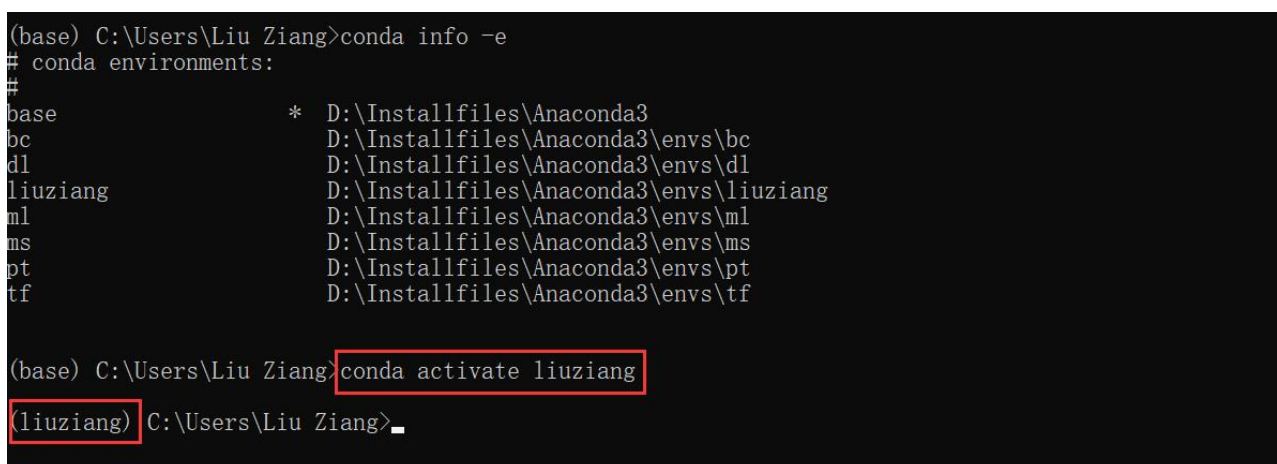 (base) C:\Users\Liu Ziang>conda info -e
# conda environments:
#
base                  *  D:\Installfiles\Anaconda3
bc                       D:\Installfiles\Anaconda3\envs\bc
dl                       D:\Installfiles\Anaconda3\envs\dl
liuziang                 D:\Installfiles\Anaconda3\envs\liuziang
ml                       D:\Installfiles\Anaconda3\envs\ml
ms                       D:\Installfiles\Anaconda3\envs\ms
pt                       D:\Installfiles\Anaconda3\envs\pt
tf                       D:\Installfiles\Anaconda3\envs\tf
(base) C:\Users\Liu Ziang>conda activate liuziang
(liuziang) C:\Users\Liu Ziang>